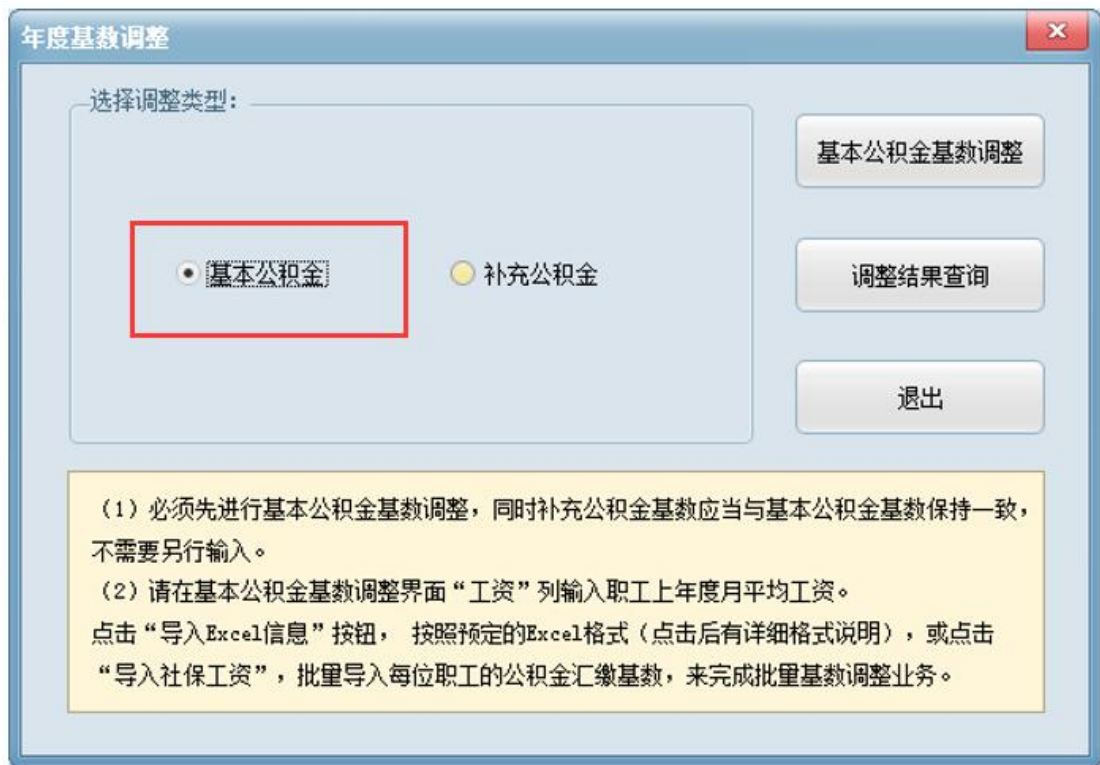 年度基数调整
选择调整类型:
基本公积金基数调整
基本公积金
补充公积金
调整结果查询
退出
（1）必须先进行基本公积金基数调整，同时补充公积金基数应当与基本公积金基数保持一致，
不需要另行输入。
（2）请在基本公积金基数调整界面“工资”列输入职工上年度月平均工资。
点击“导入Excel信息”按钮， 按照预定的Excel格式（点击后有详细格式说明），或点击
“导入社保工资”，批量导入每位职工的公积金汇缴基数，来完成批量基数调整业务。